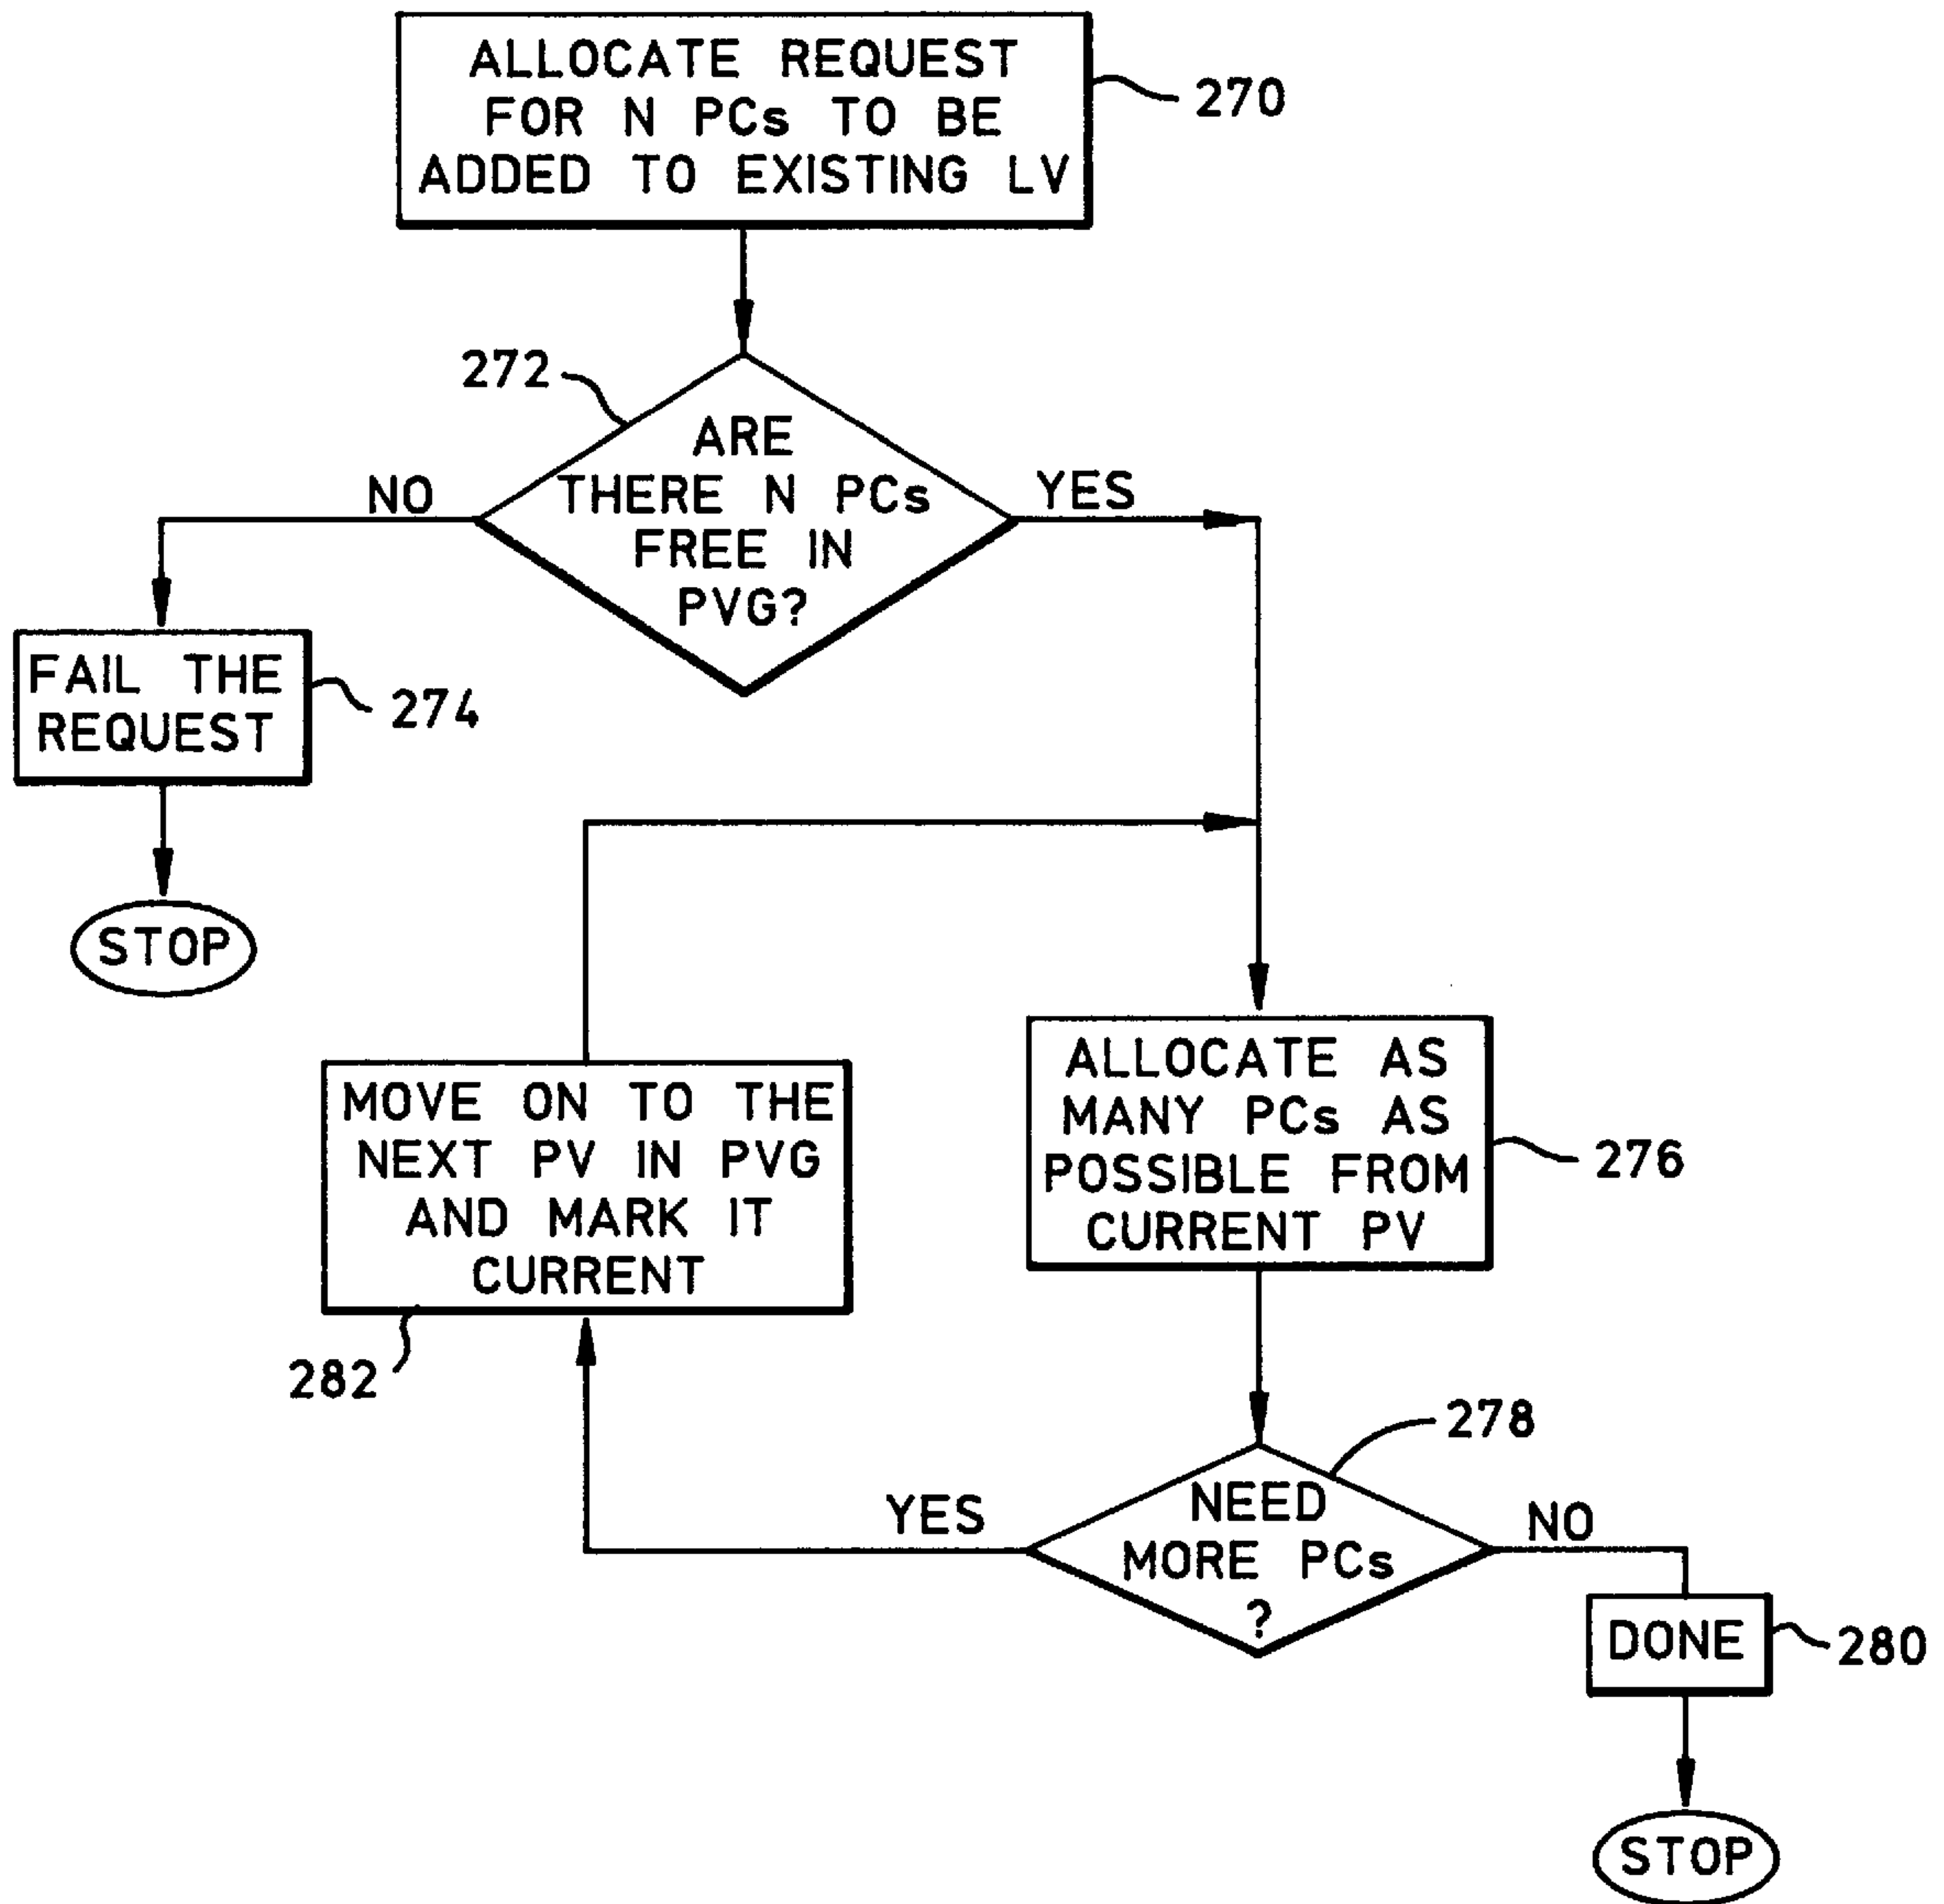 ALLOCATE REQUEST
FOR N PCs TO BE
ADDED TO EXISTING LV
270
272
ARE
THERE N PCs
FREE IN
PVG?
NO
YES
FAIL THE
REQUEST
274
STOP
MOVE ON TO THE
NEXT PV IN PVG
AND MARK IT
CURRENT
282
ALLOCATE AS
MANY PCs AS
POSSIBLE FROM
CURRENT PV
276
278
NEED
MORE PCs
?
YES
NO
DONE
280
STOP